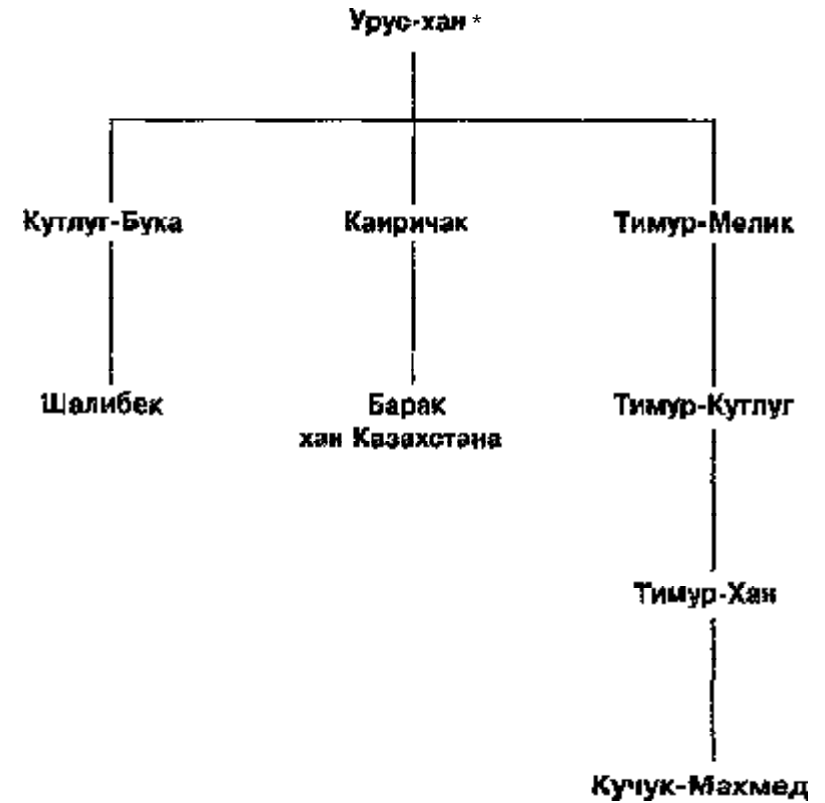 Урус-хан *
Кутлуг-Бука Каиричак Тимур-Мелик
Шалибек Барак Тимур-Кутлуг
хан Казахстана
Тимур-Хан
Кучук-Махмед